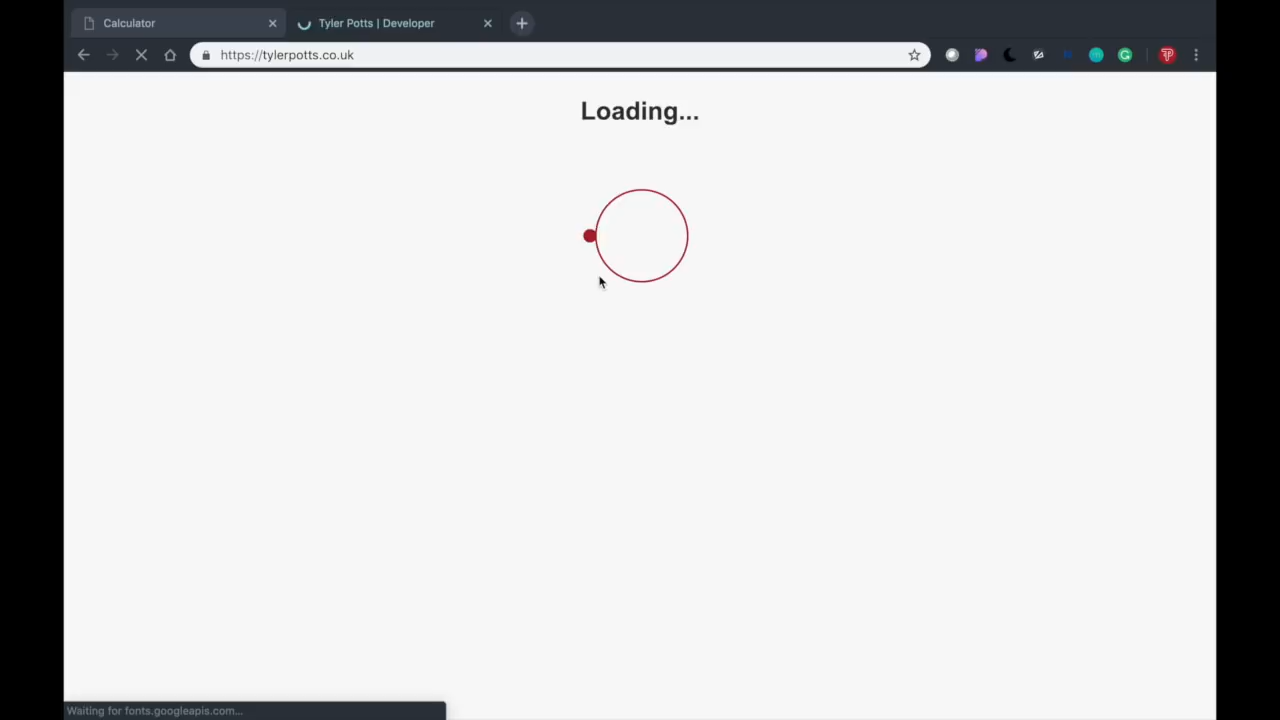 Calculator
Tyler Potts | Developer
https://tylerpotts.co.uk
Loading...
Waiting for fonts.googleapis.com...